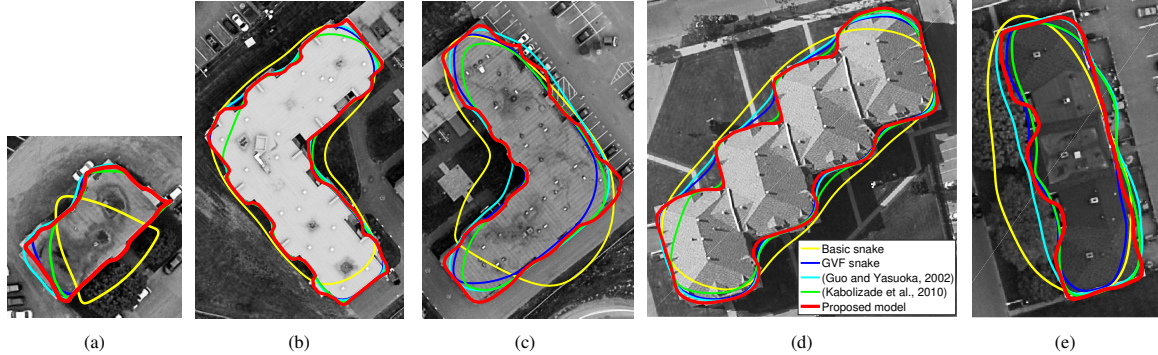 Basic snake
GVF snake
(Guo and Yasuoka, 2002)
(Kabolizade et al., 2010)
Proposed model
(a)
(b)
(c)
(d)
(e)